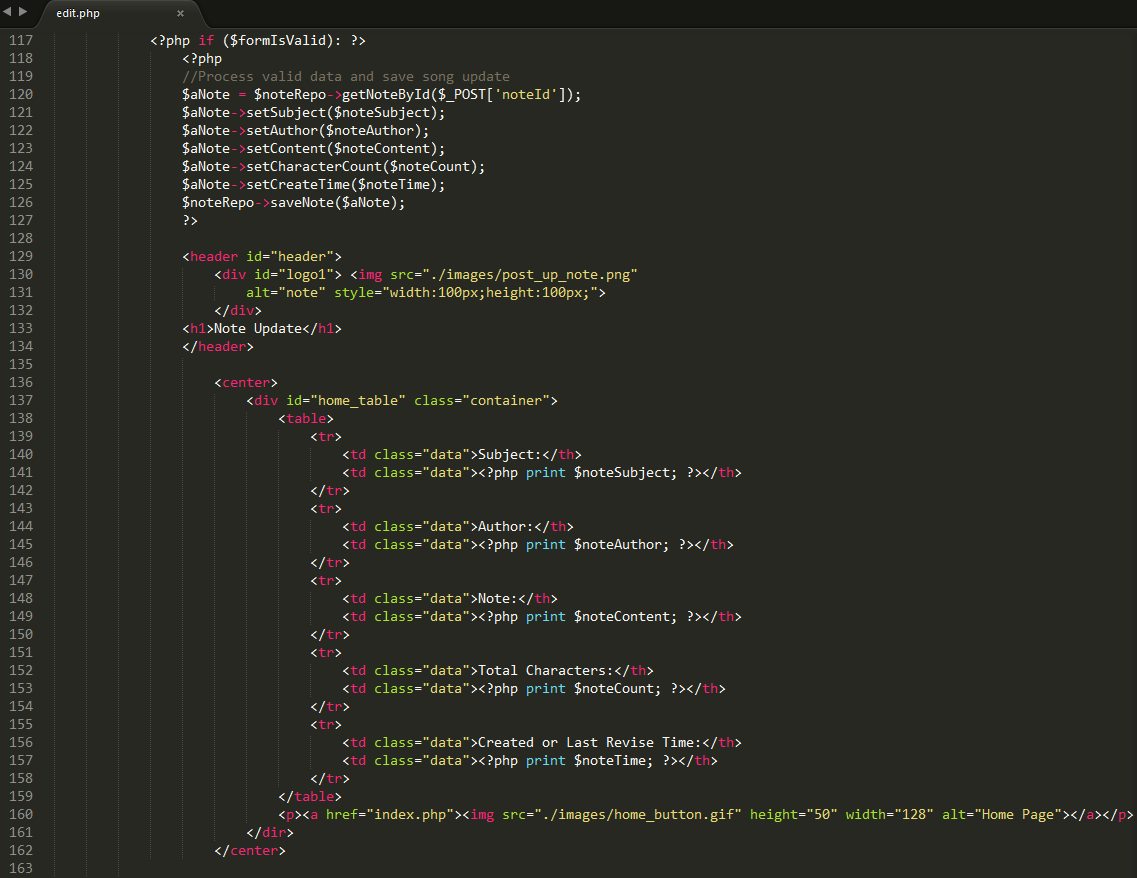 edit.php ×
117 <?php if ($formIsValid): ?>
118 <?php
119 //Process valid data and save song update
120 $aNote = $noteRepo->getNoteById($_POST['noteId']);
121 $aNote->setSubject($noteSubject);
122 $aNote->setAuthor($noteAuthor);
123 $aNote->setContent($noteContent);
124 $aNote->setCharacterCount($noteCount);
125 $aNote->setCreateTime($noteTime);
126 $noteRepo->saveNote($aNote);
127 ?>
128
129 <header id="header">
130 <div id="logo1"> <img src="./images/post_up_note.png"
131 alt="note" style="width:100px;height:100px;">
132 </div>
133 <h1>Note Update</h1>
134 </header>
135
136 <center>
137 <div id="home_table" class="container">
138 <table>
139 <tr>
140 <td class="data">Subject:</th>
141 <td class="data"><?php print $noteSubject; ?></th>
142 </tr>
143 <tr>
144 <td class="data">Author:</th>
145 <td class="data"><?php print $noteAuthor; ?></th>
146 </tr>
147 <tr>
148 <td class="data">Note:</th>
149 <td class="data"><?php print $noteContent; ?></th>
150 </tr>
151 <tr>
152 <td class="data">Total Characters:</th>
153 <td class="data"><?php print $noteCount; ?></th>
154 </tr>
155 <tr>
156 <td class="data">Created or Last Revise Time:</th>
157 <td class="data"><?php print $noteTime; ?></th>
158 </tr>
159 </table>
160 <p><a href="index.php"><img src="./images/home_button.gif" height="50" width="128" alt="Home Page"></a></p>
161 </dir>
162 </center>
163